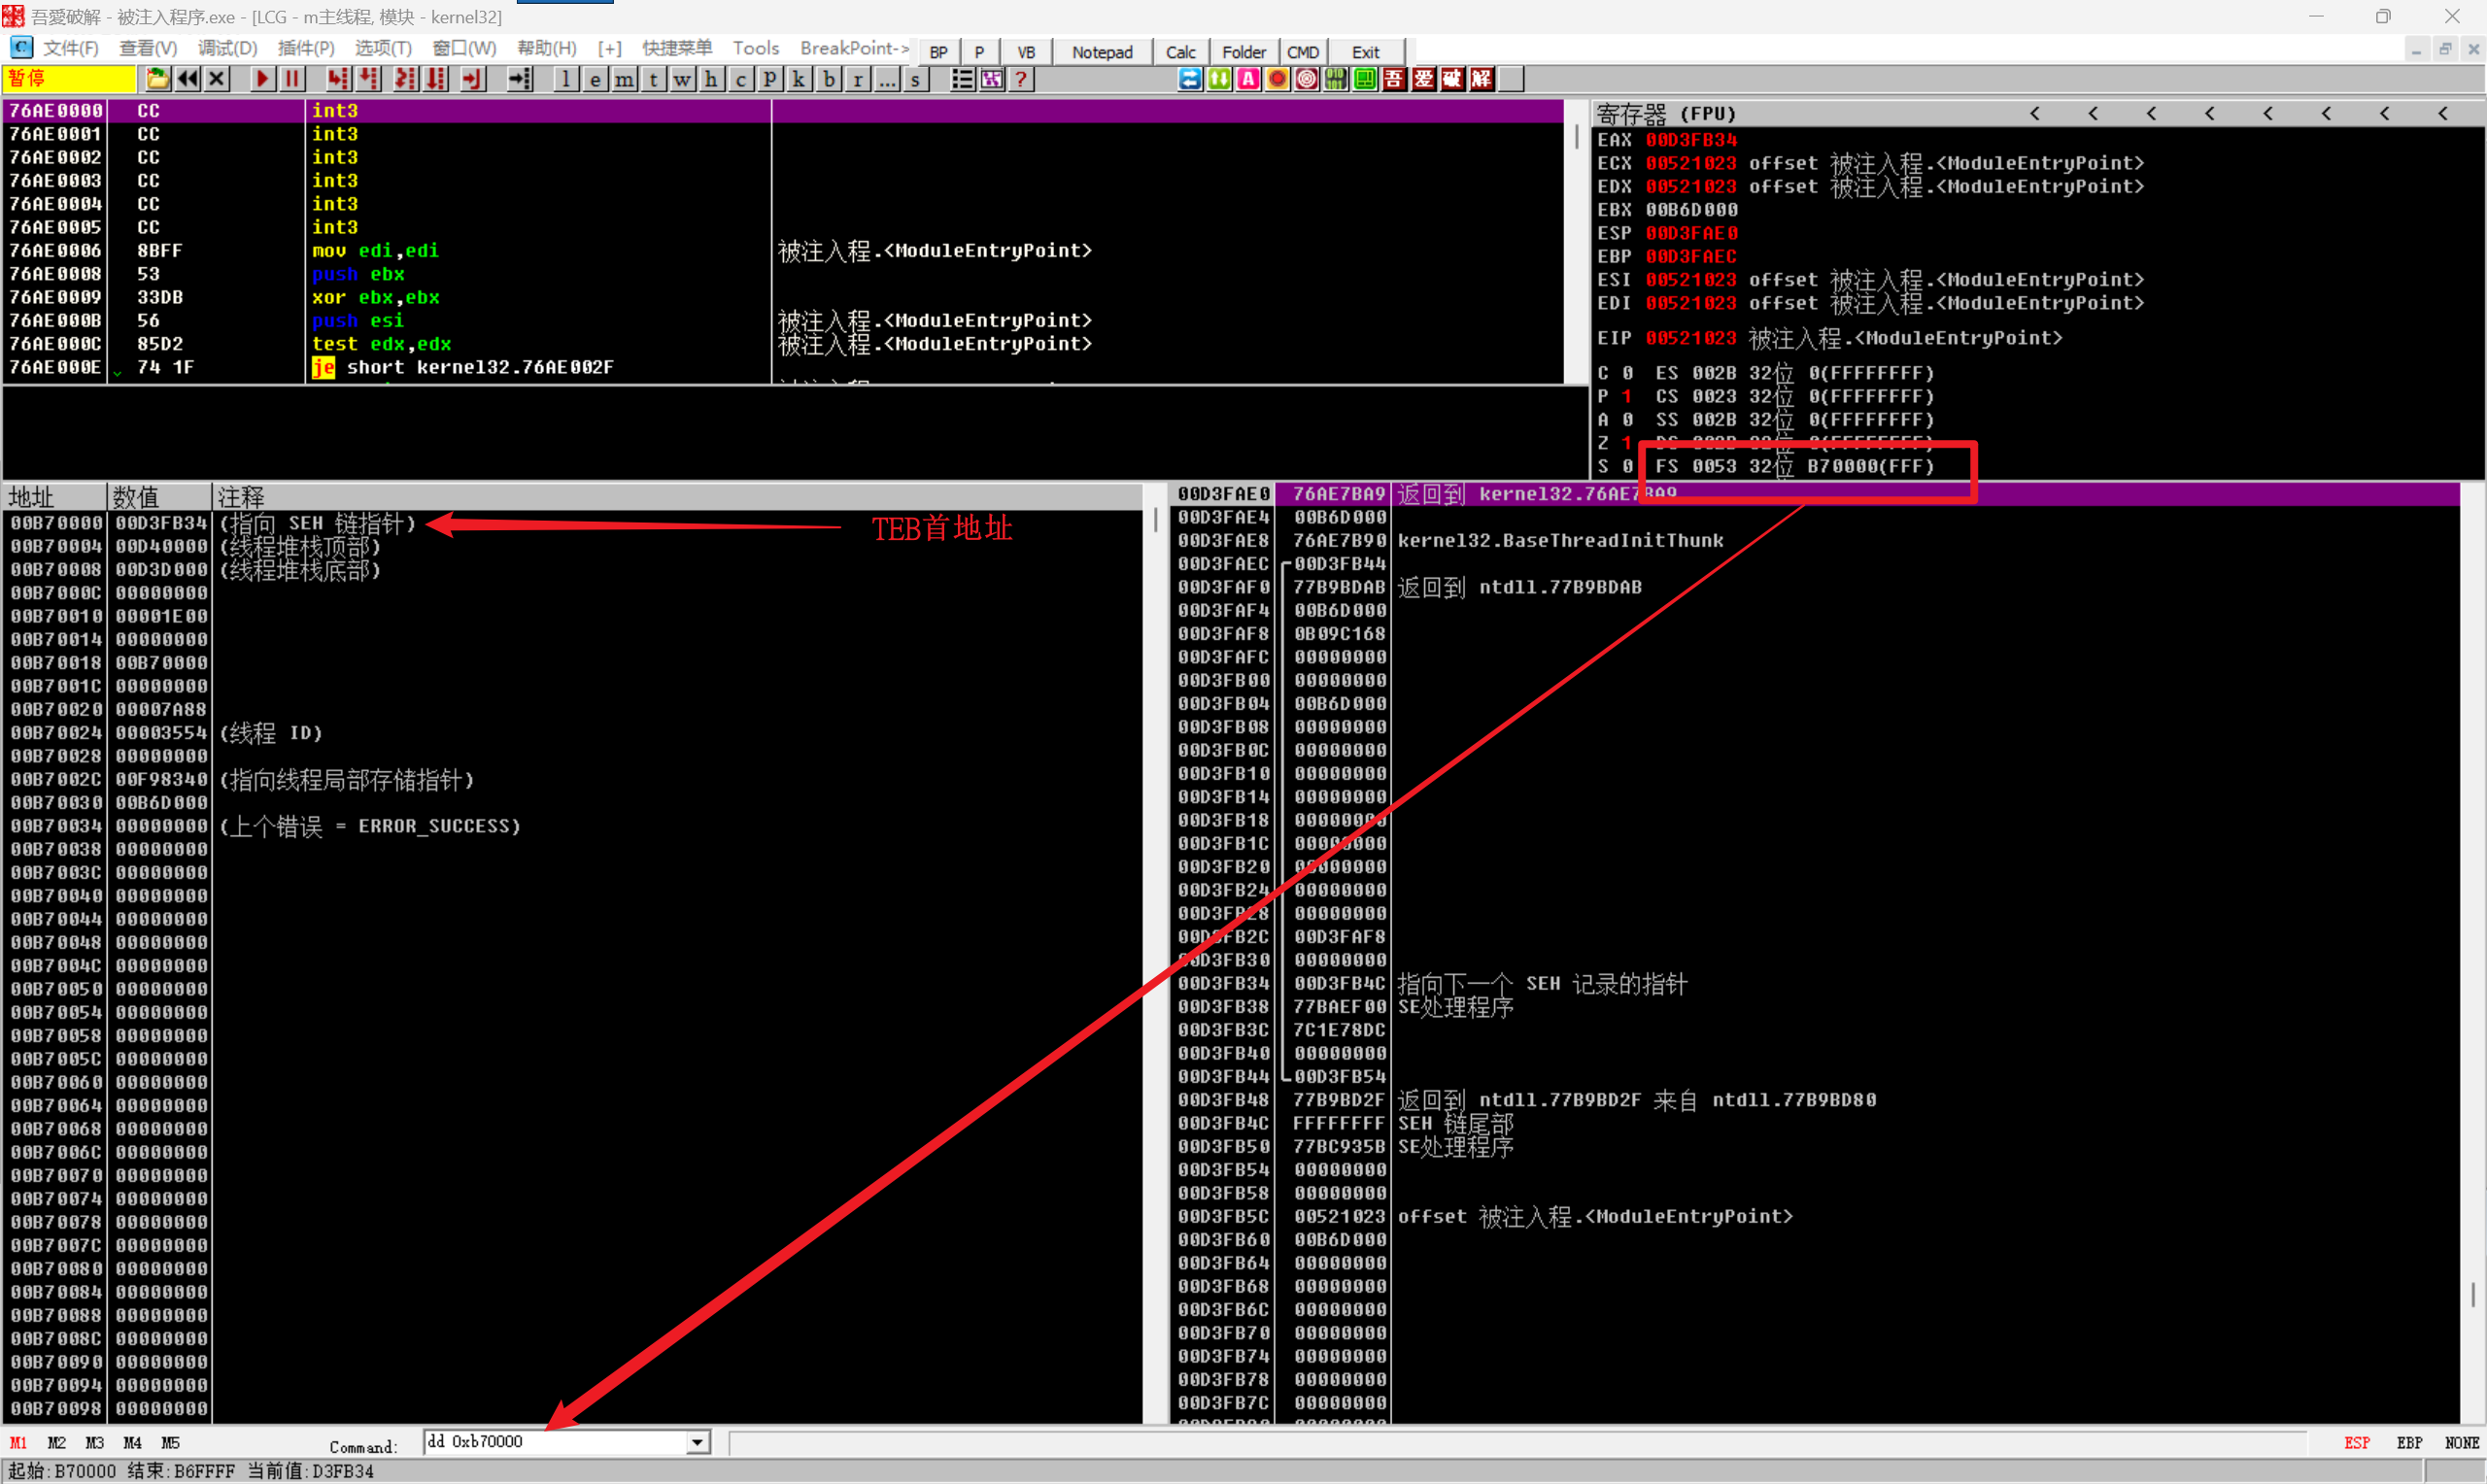 吾愛破解 - 被注入程序.exe - [LCG - m主线程, 模块 - kernel32]
C 文件(F) 查看(V) 调试(D) 插件(P) 选项(T) 窗口(W) 帮助(H) [+] 快捷菜单 Tools BreakPoint-> BP P VB Notepad Calc Folder CMD Exit
暂停 l e m t w h c p k b r ... s ? A 吾 爱 破 解
76AE0000 CC int3
76AE0001 CC int3
76AE0002 CC int3
76AE0003 CC int3
76AE0004 CC int3
76AE0005 CC int3
76AE0006 8BFF mov edi,edi 被注入程.<ModuleEntryPoint>
76AE0008 53 push ebx
76AE0009 33DB xor ebx,ebx
76AE000B 56 push esi 被注入程.<ModuleEntryPoint>
76AE000C 85D2 test edx,edx 被注入程.<ModuleEntryPoint>
76AE000E 74 1F je short kernel32.76AE002F
寄存器 (FPU) < < < < < < < <
EAX 00D3FB34
ECX 00521023 offset 被注入程.<ModuleEntryPoint>
EDX 00521023 offset 被注入程.<ModuleEntryPoint>
EBX 00B6D000
ESP 00D3FAE0
EBP 00D3FAEC
ESI 00521023 offset 被注入程.<ModuleEntryPoint>
EDI 00521023 offset 被注入程.<ModuleEntryPoint>
EIP 00521023 被注入程.<ModuleEntryPoint>
C 0 ES 002B 32位 0(FFFFFFFF)
P 1 CS 0023 32位 0(FFFFFFFF)
A 0 SS 002B 32位 0(FFFFFFFF)
Z 1 DS 002B 32位 0(FFFFFFFF)
S 0 FS 0053 32位 B70000(FFF)
地址 数值 注释
00B70000 00D3FB34 (指向 SEH 链指针)
TEB首地址
00B70004 00D40000 (线程堆栈顶部)
00B70008 00D3D000 (线程堆栈底部)
00B7000C 00000000
00B70010 00001E00
00B70014 00000000
00B70018 00B70000
00B7001C 00000000
00B70020 00007A88
00B70024 00003554 (线程 ID)
00B70028 00000000
00B7002C 00F98340 (指向线程局部存储指针)
00B70030 00B6D000
00B70034 00000000 (上个错误 = ERROR_SUCCESS)
00B70038 00000000
00B7003C 00000000
00B70040 00000000
00B70044 00000000
00B70048 00000000
00B7004C 00000000
00B70050 00000000
00B70054 00000000
00B70058 00000000
00B7005C 00000000
00B70060 00000000
00B70064 00000000
00B70068 00000000
00B7006C 00000000
00B70070 00000000
00B70074 00000000
00B70078 00000000
00B7007C 00000000
00B70080 00000000
00B70084 00000000
00B70088 00000000
00B7008C 00000000
00B70090 00000000
00B70094 00000000
00B70098 00000000
00D3FAE0 76AE7BA9 返回到 kernel32.76AE7BA9
00D3FAE4 00B6D000
00D3FAE8 76AE7B90 kernel32.BaseThreadInitThunk
00D3FAEC 00D3FB44
00D3FAF0 77B9BDAB 返回到 ntdll.77B9BDAB
00D3FAF4 00B6D000
00D3FAF8 0B09C168
00D3FAFC 00000000
00D3FB00 00000000
00D3FB04 00B6D000
00D3FB08 00000000
00D3FB0C 00000000
00D3FB10 00000000
00D3FB14 00000000
00D3FB18 00000000
00D3FB1C 00000000
00D3FB20 00000000
00D3FB24 00000000
00D3FB28 00000000
00D3FB2C 00D3FAF8
00D3FB30 00000000
00D3FB34 00D3FB4C 指向下一个 SEH 记录的指针
00D3FB38 77BAEF00 SE处理程序
00D3FB3C 7C1E78DC
00D3FB40 00000000
00D3FB44 00D3FB54
00D3FB48 77B9BD2F 返回到 ntdll.77B9BD2F 来自 ntdll.77B9BD80
00D3FB4C FFFFFFFF SEH 链尾部
00D3FB50 77BC935B SE处理程序
00D3FB54 00000000
00D3FB58 00000000
00D3FB5C 00521023 offset 被注入程.<ModuleEntryPoint>
00D3FB60 00B6D000
00D3FB64 00000000
00D3FB68 00000000
00D3FB6C 00000000
00D3FB70 00000000
00D3FB74 00000000
00D3FB78 00000000
00D3FB7C 00000000
M1 M2 M3 M4 M5 Command: dd 0xb70000 ESP EBP NONE
起始:B70000 结束:B6FFFF 当前值:D3FB34